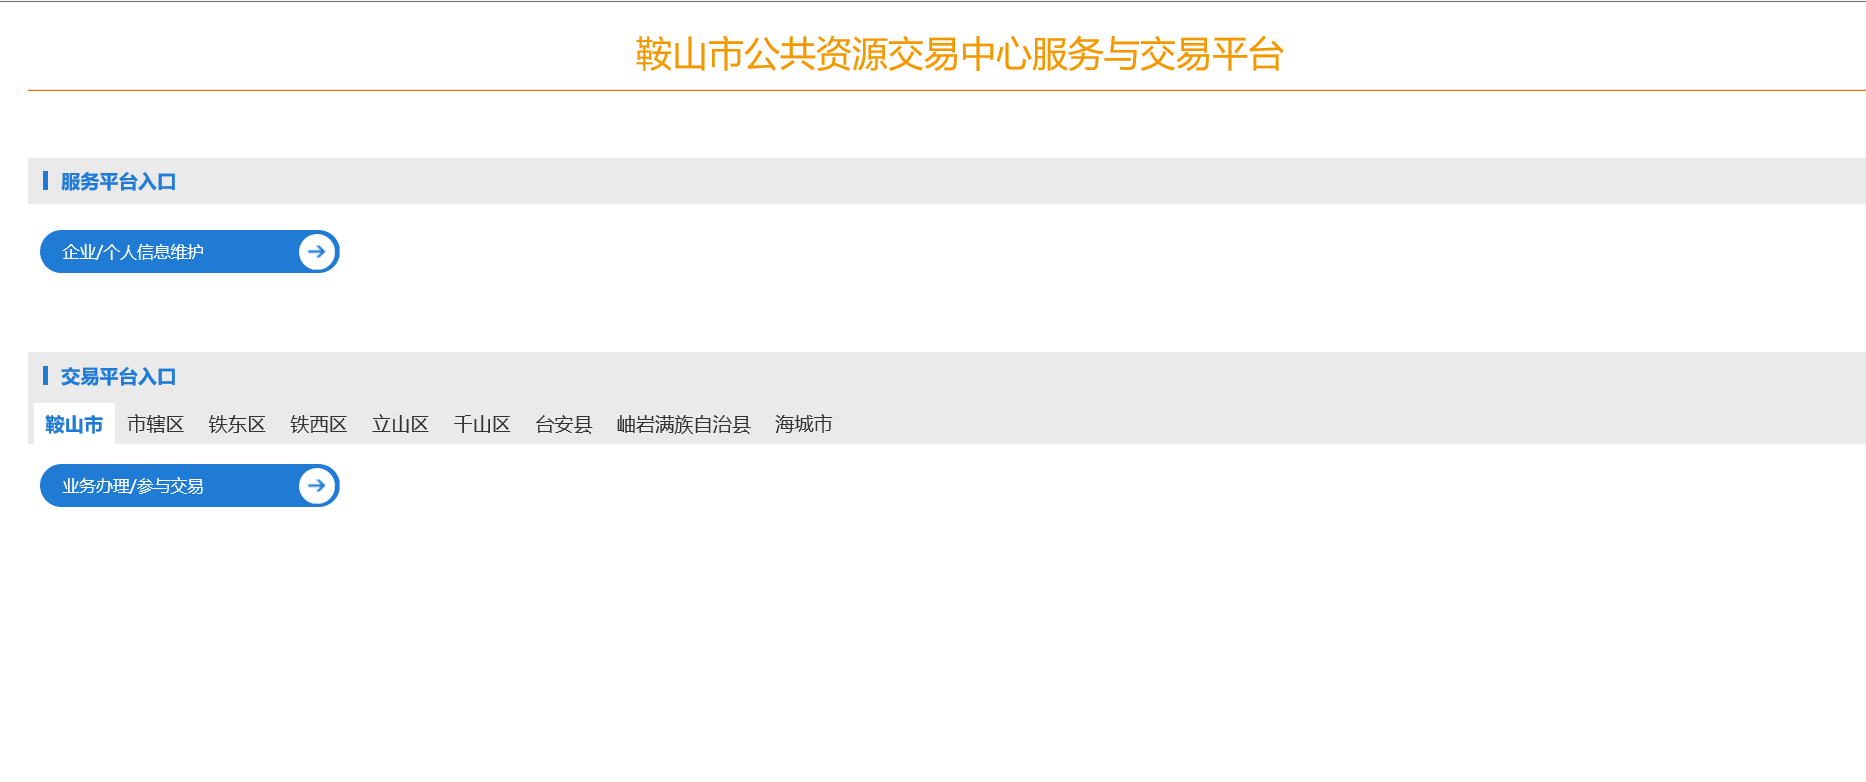 鞍山市公共资源交易中心服务与交易平台
服务平台入口
企业/个人信息维护
交易平台入口
鞍山市 市辖区 铁东区 铁西区 立山区 千山区 台安县 岫岩满族自治县 海城市
业务办理/参与交易